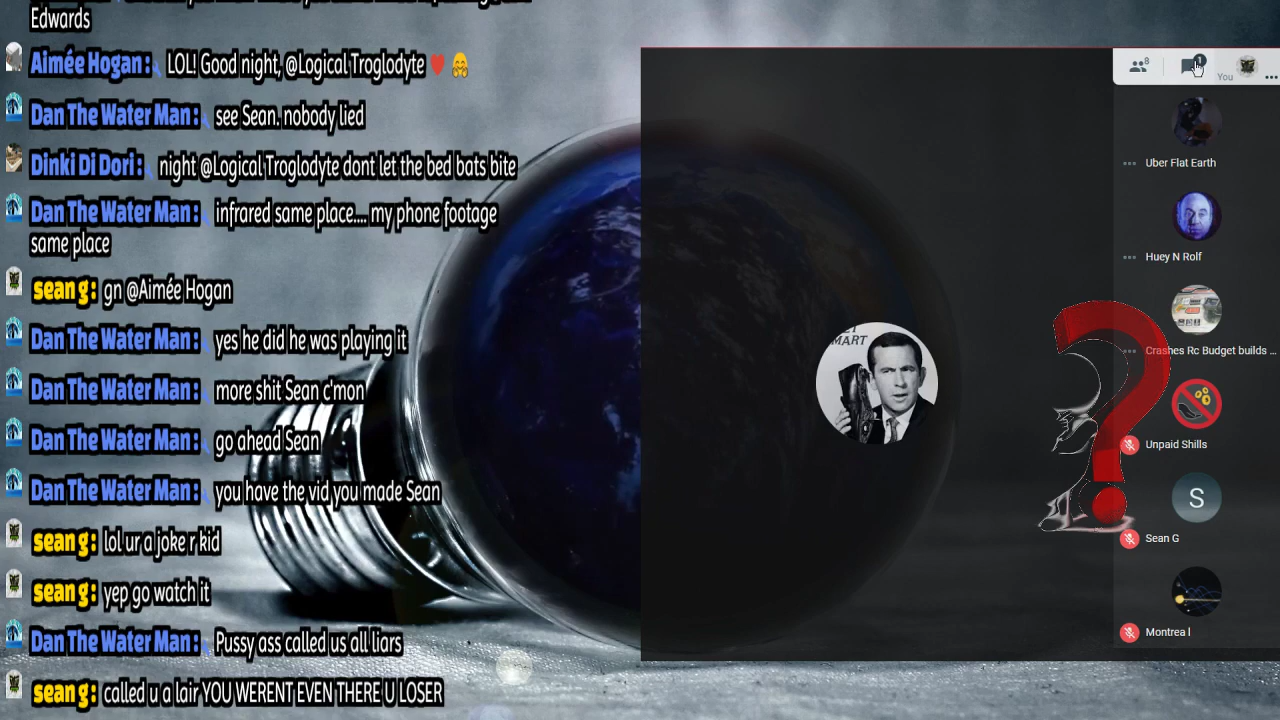 Edwards
Aimée Hogan: LOL! Good night, @Logical Troglodyte
Dan The Water Man: see Sean. nobody lied
Dinki Di Dori: night @Logical Troglodyte dont let the bed bats bite
Dan The Water Man: infrared same place.... my phone footage
same place
sean g: gn @Aimée Hogan
Dan The Water Man: yes he did he was playing it
Dan The Water Man: more shit Sean c'mon
Dan The Water Man: go ahead Sean
Dan The Water Man: you have the vid you made Sean
sean g: lol ur a joke r kid
sean g: yep go watch it
Dan The Water Man: Pussy ass called us all liars
sean g: called u a lair YOU WERENT EVEN THERE U LOSER
MART
8
1
You
Uber Flat Earth
Huey N Rolf
Crashes Rc Budget builds ...
Unpaid Shills
S
Sean G
Montrea l
?